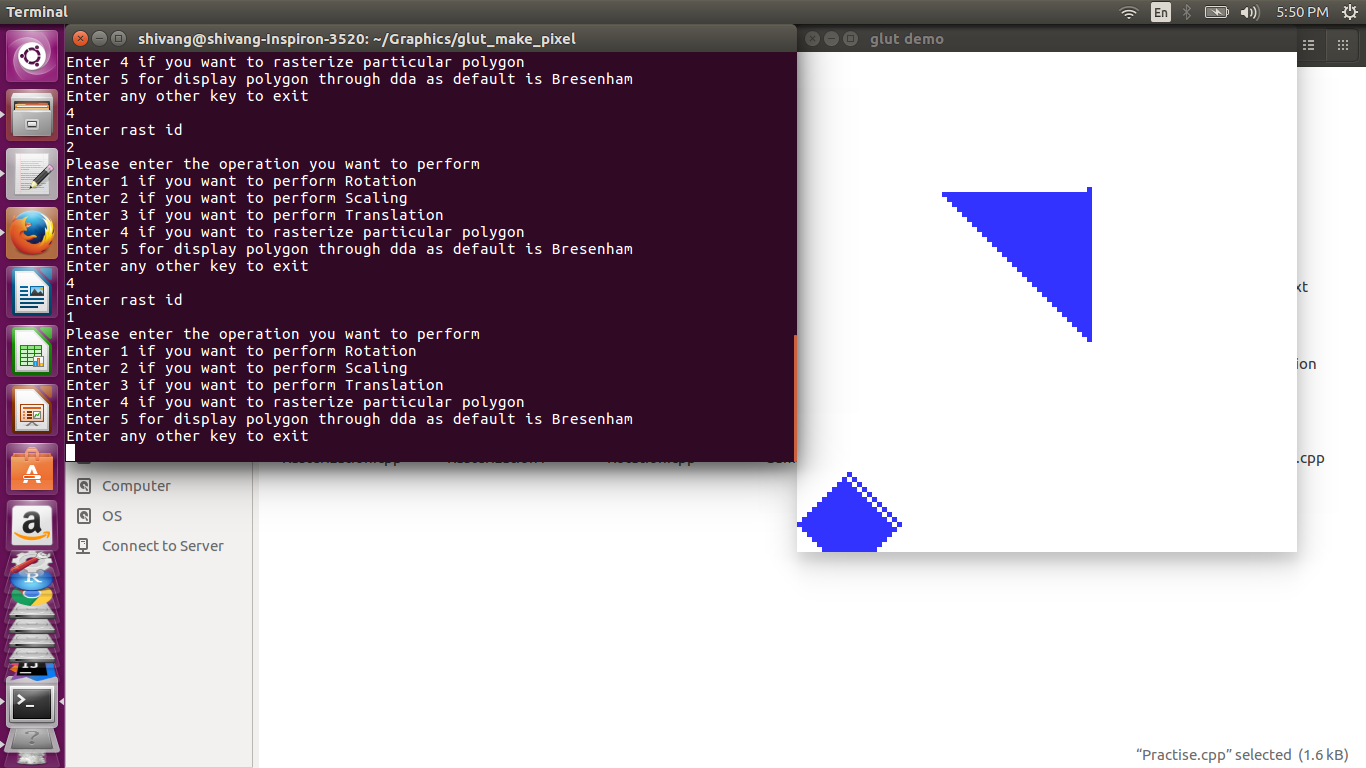 Terminal
En
5:50 PM
shivang@shivang-Inspiron-3520: ~/Graphics/glut_make_pixel
Enter 4 if you want to rasterize particular polygon
Enter 5 for display polygon through dda as default is Bresenham
Enter any other key to exit
4
Enter rast id
2
Please enter the operation you want to perform
Enter 1 if you want to perform Rotation
Enter 2 if you want to perform Scaling
Enter 3 if you want to perform Translation
Enter 4 if you want to rasterize particular polygon
Enter 5 for display polygon through dda as default is Bresenham
Enter any other key to exit
4
Enter rast id
1
Please enter the operation you want to perform
Enter 1 if you want to perform Rotation
Enter 2 if you want to perform Scaling
Enter 3 if you want to perform Translation
Enter 4 if you want to rasterize particular polygon
Enter 5 for display polygon through dda as default is Bresenham
Enter any other key to exit
glut demo
xt
ion
.cpp
Computer
OS
Connect to Server
“Practise.cpp” selected (1.6 kB)